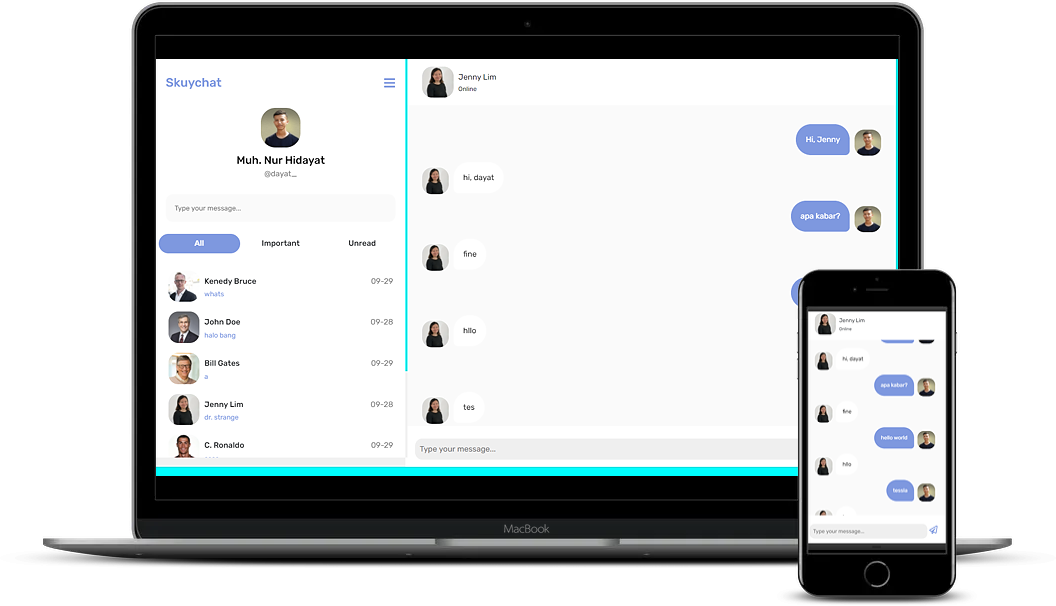 Skuychat
Muh. Nur Hidayat
@dayat_
Type your message...
All
Important
Unread
Kenedy Bruce
09-29
whats
John Doe
09-28
halo bang
Bill Gates
09-29
a
Jenny Lim
09-28
dr. strange
C. Ronaldo
09-29
Jenny Lim
Online
Hi, Jenny
hi, dayat
apa kabar?
fine
hllo
tes
Type your message...
MacBook
Jenny Lim
Online
hi, dayat
apa kabar?
fine
hello world
hllo
tessla
Type your message...